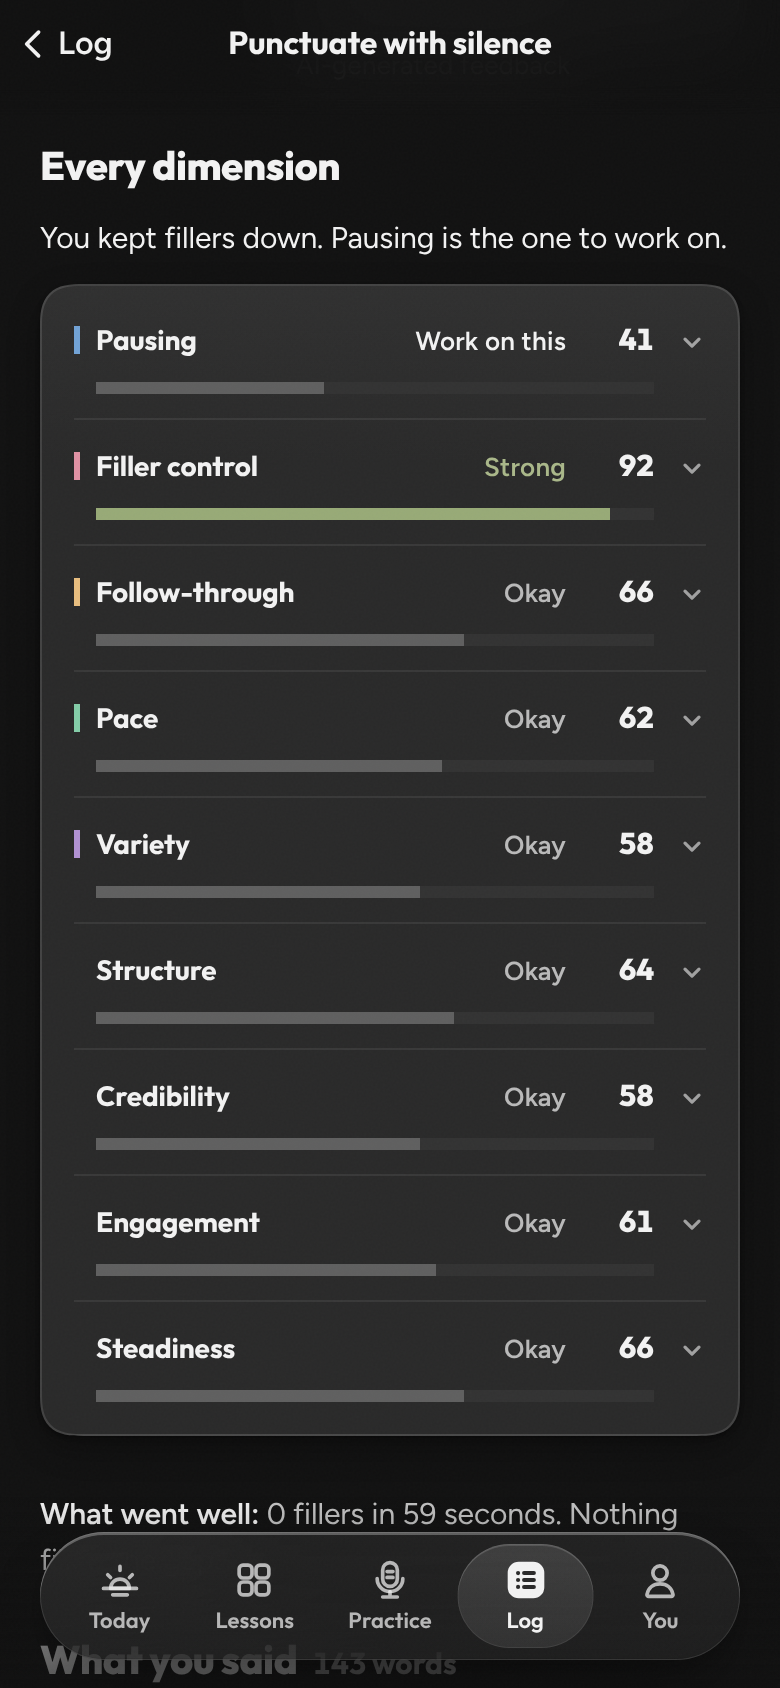 Log
Punctuate with silence
AI-generated feedback
Every dimension
You kept fillers down. Pausing is the one to work on.
Pausing Work on this 41
Filler control Strong 92
Follow-through Okay 66
Pace Okay 62
Variety Okay 58
Structure Okay 64
Credibility Okay 58
Engagement Okay 61
Steadiness Okay 66
What went well: 0 fillers in 59 seconds. Nothing
Today Lessons Practice Log You
What you said 143 words